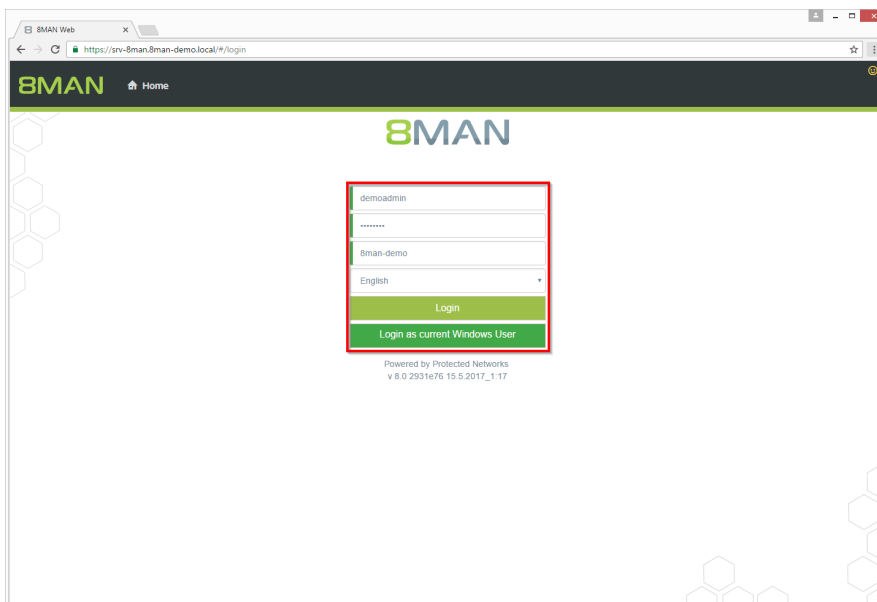 8MAN Web
https://srv-8man.8man-demo.local/#/login
8MAN Home
8MAN
demoadmin
••••••••
8man-demo
English
Login
Login as current Windows User
Powered by Protected Networks
v 8.0 2931e76 15.5.2017_1:17